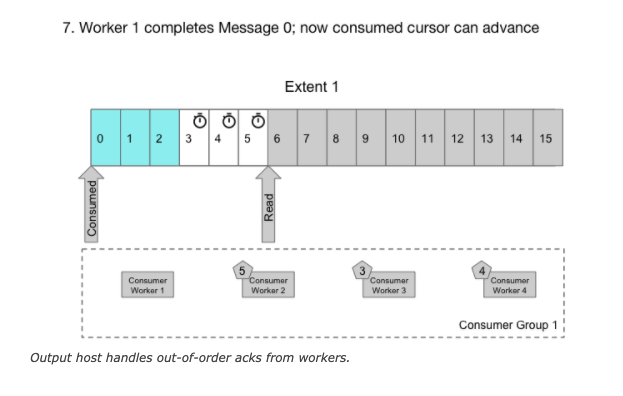 7. Worker 1 completes Message 0; now consumed cursor can advance
Extent 1
0 1 2 3 4 5 6 7 8 9 10 11 12 13 14 15
Consumed
Read
5
3
4
Consumer
Worker 1
Consumer
Worker 2
Consumer
Worker 3
Consumer
Worker 4
Consumer Group 1
Output host handles out-of-order acks from workers.